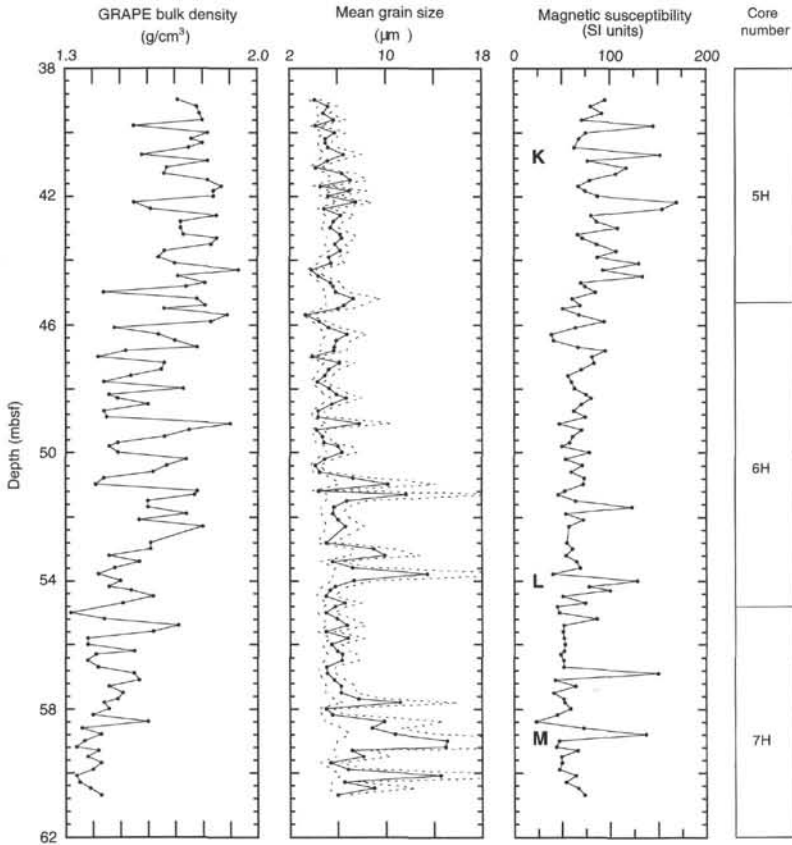 GRAPE bulk density
(g/cm³)
1.3 2.0
Mean grain size
(µm )
2 10 18
Magnetic susceptibility
(SI units)
0 50 100 200
Core
number
Depth (mbsf)
38
42
46
50
54
58
62
K
L
M
5H
6H
7H